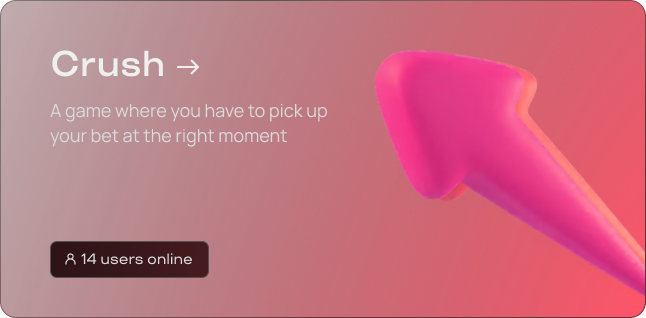 Crush →
A game where you have to pick up
your bet at the right moment
14 users online